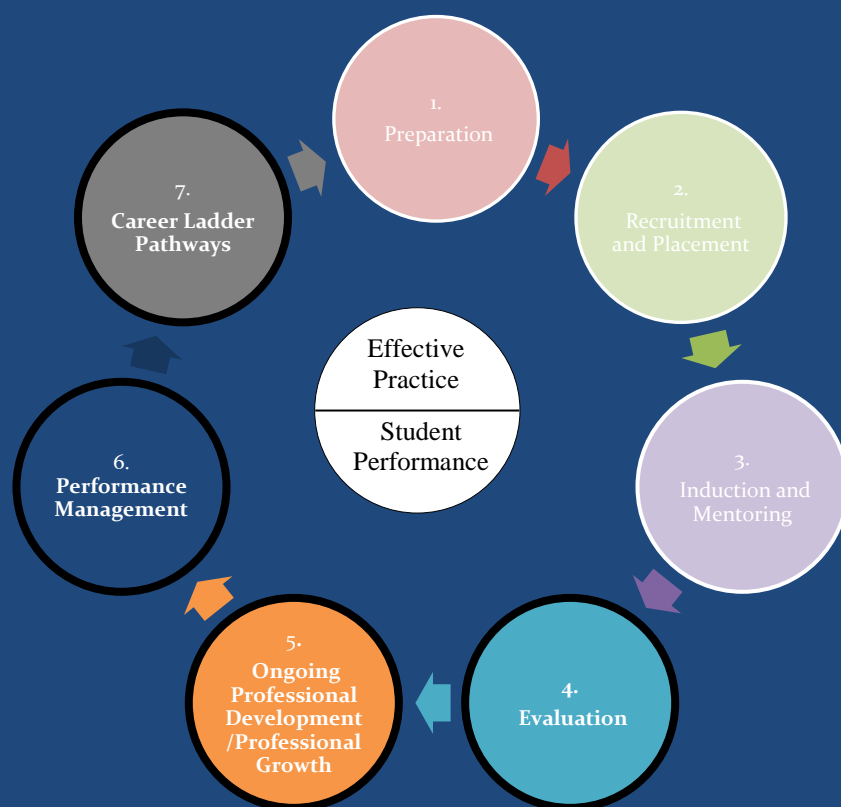 1.
Preparation
2.
Recruitment
and Placement
3.
Induction and
Mentoring
4.
Evaluation
5.
Ongoing
Professional
Development
/Professional
Growth
6.
Performance
Management
7.
Career Ladder
Pathways
Effective
Practice
Student
Performance